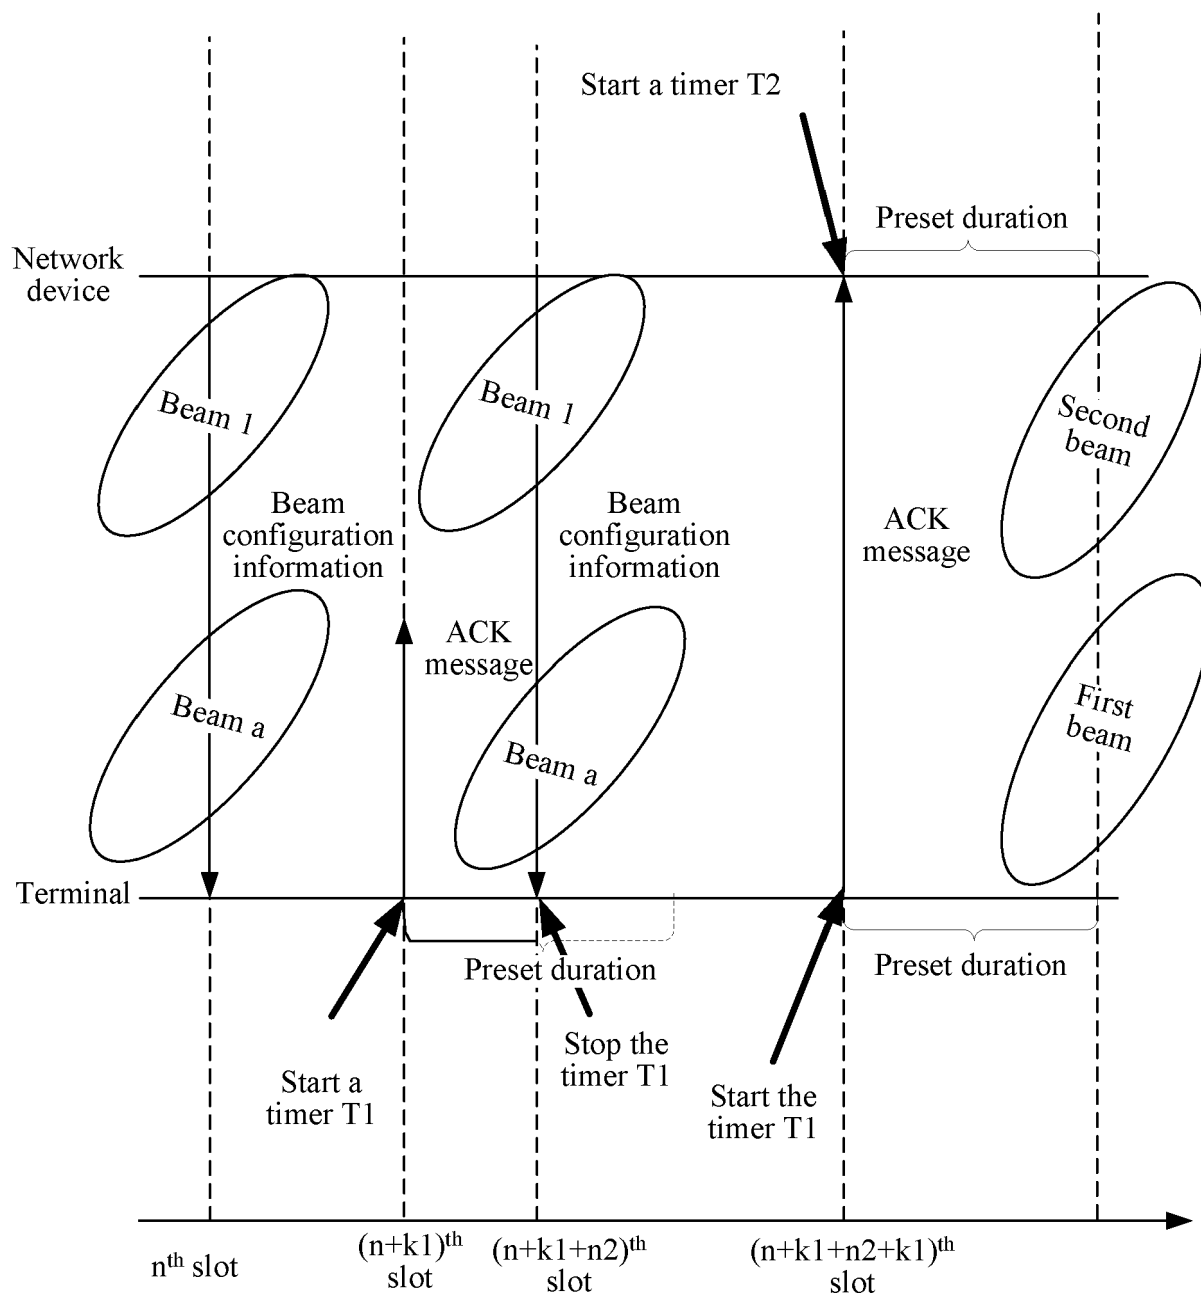 Start a timer T2
Preset duration
Network
device
Beam 1
Beam 1
Second
beam
Beam
configuration
information
Beam
configuration
information
ACK
message
ACK
message
Beam a
Beam a
First
beam
Terminal
Preset duration
Preset duration
Start a
timer T1
Stop the
timer T1
Start the
timer T1
nth slot
(n+k1)th
slot
(n+k1+n2)th
slot
(n+k1+n2+k1)th
slot